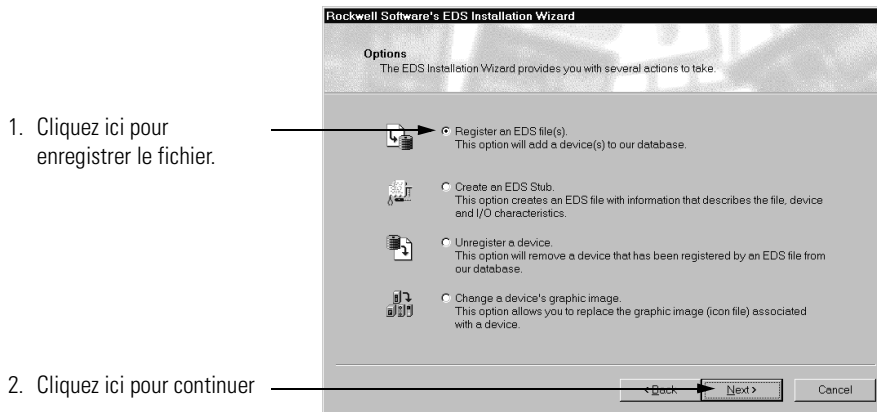 Rockwell Software's EDS Installation Wizard
Options
The EDS Installation Wizard provides you with several actions to take.
1. Cliquez ici pour
enregistrer le fichier.
Register an EDS file(s).
This option will add a device(s) to our database.
Create an EDS Stub.
This option creates an EDS file with information that describes the file, device
and I/O characteristics.
Unregister a device.
This option will remove a device that has been registered by an EDS file from
our database.
Change a device's graphic image.
This option allows you to replace the graphic image (icon file) associated
with a device.
2. Cliquez ici pour continuer
<Back
Next>
Cancel